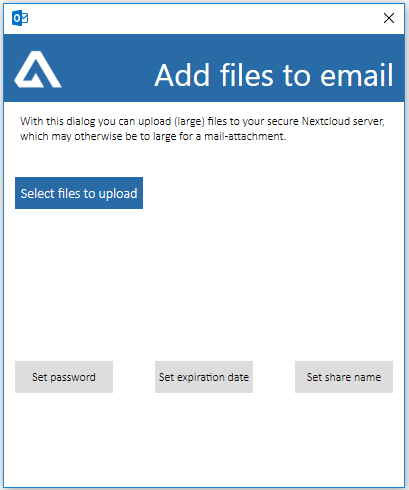 Add files to email
With this dialog you can upload (large) files to your secure Nextcloud server,
which may otherwise be to large for a mail-attachment.
Select files to upload
Set password
Set expiration date
Set share name